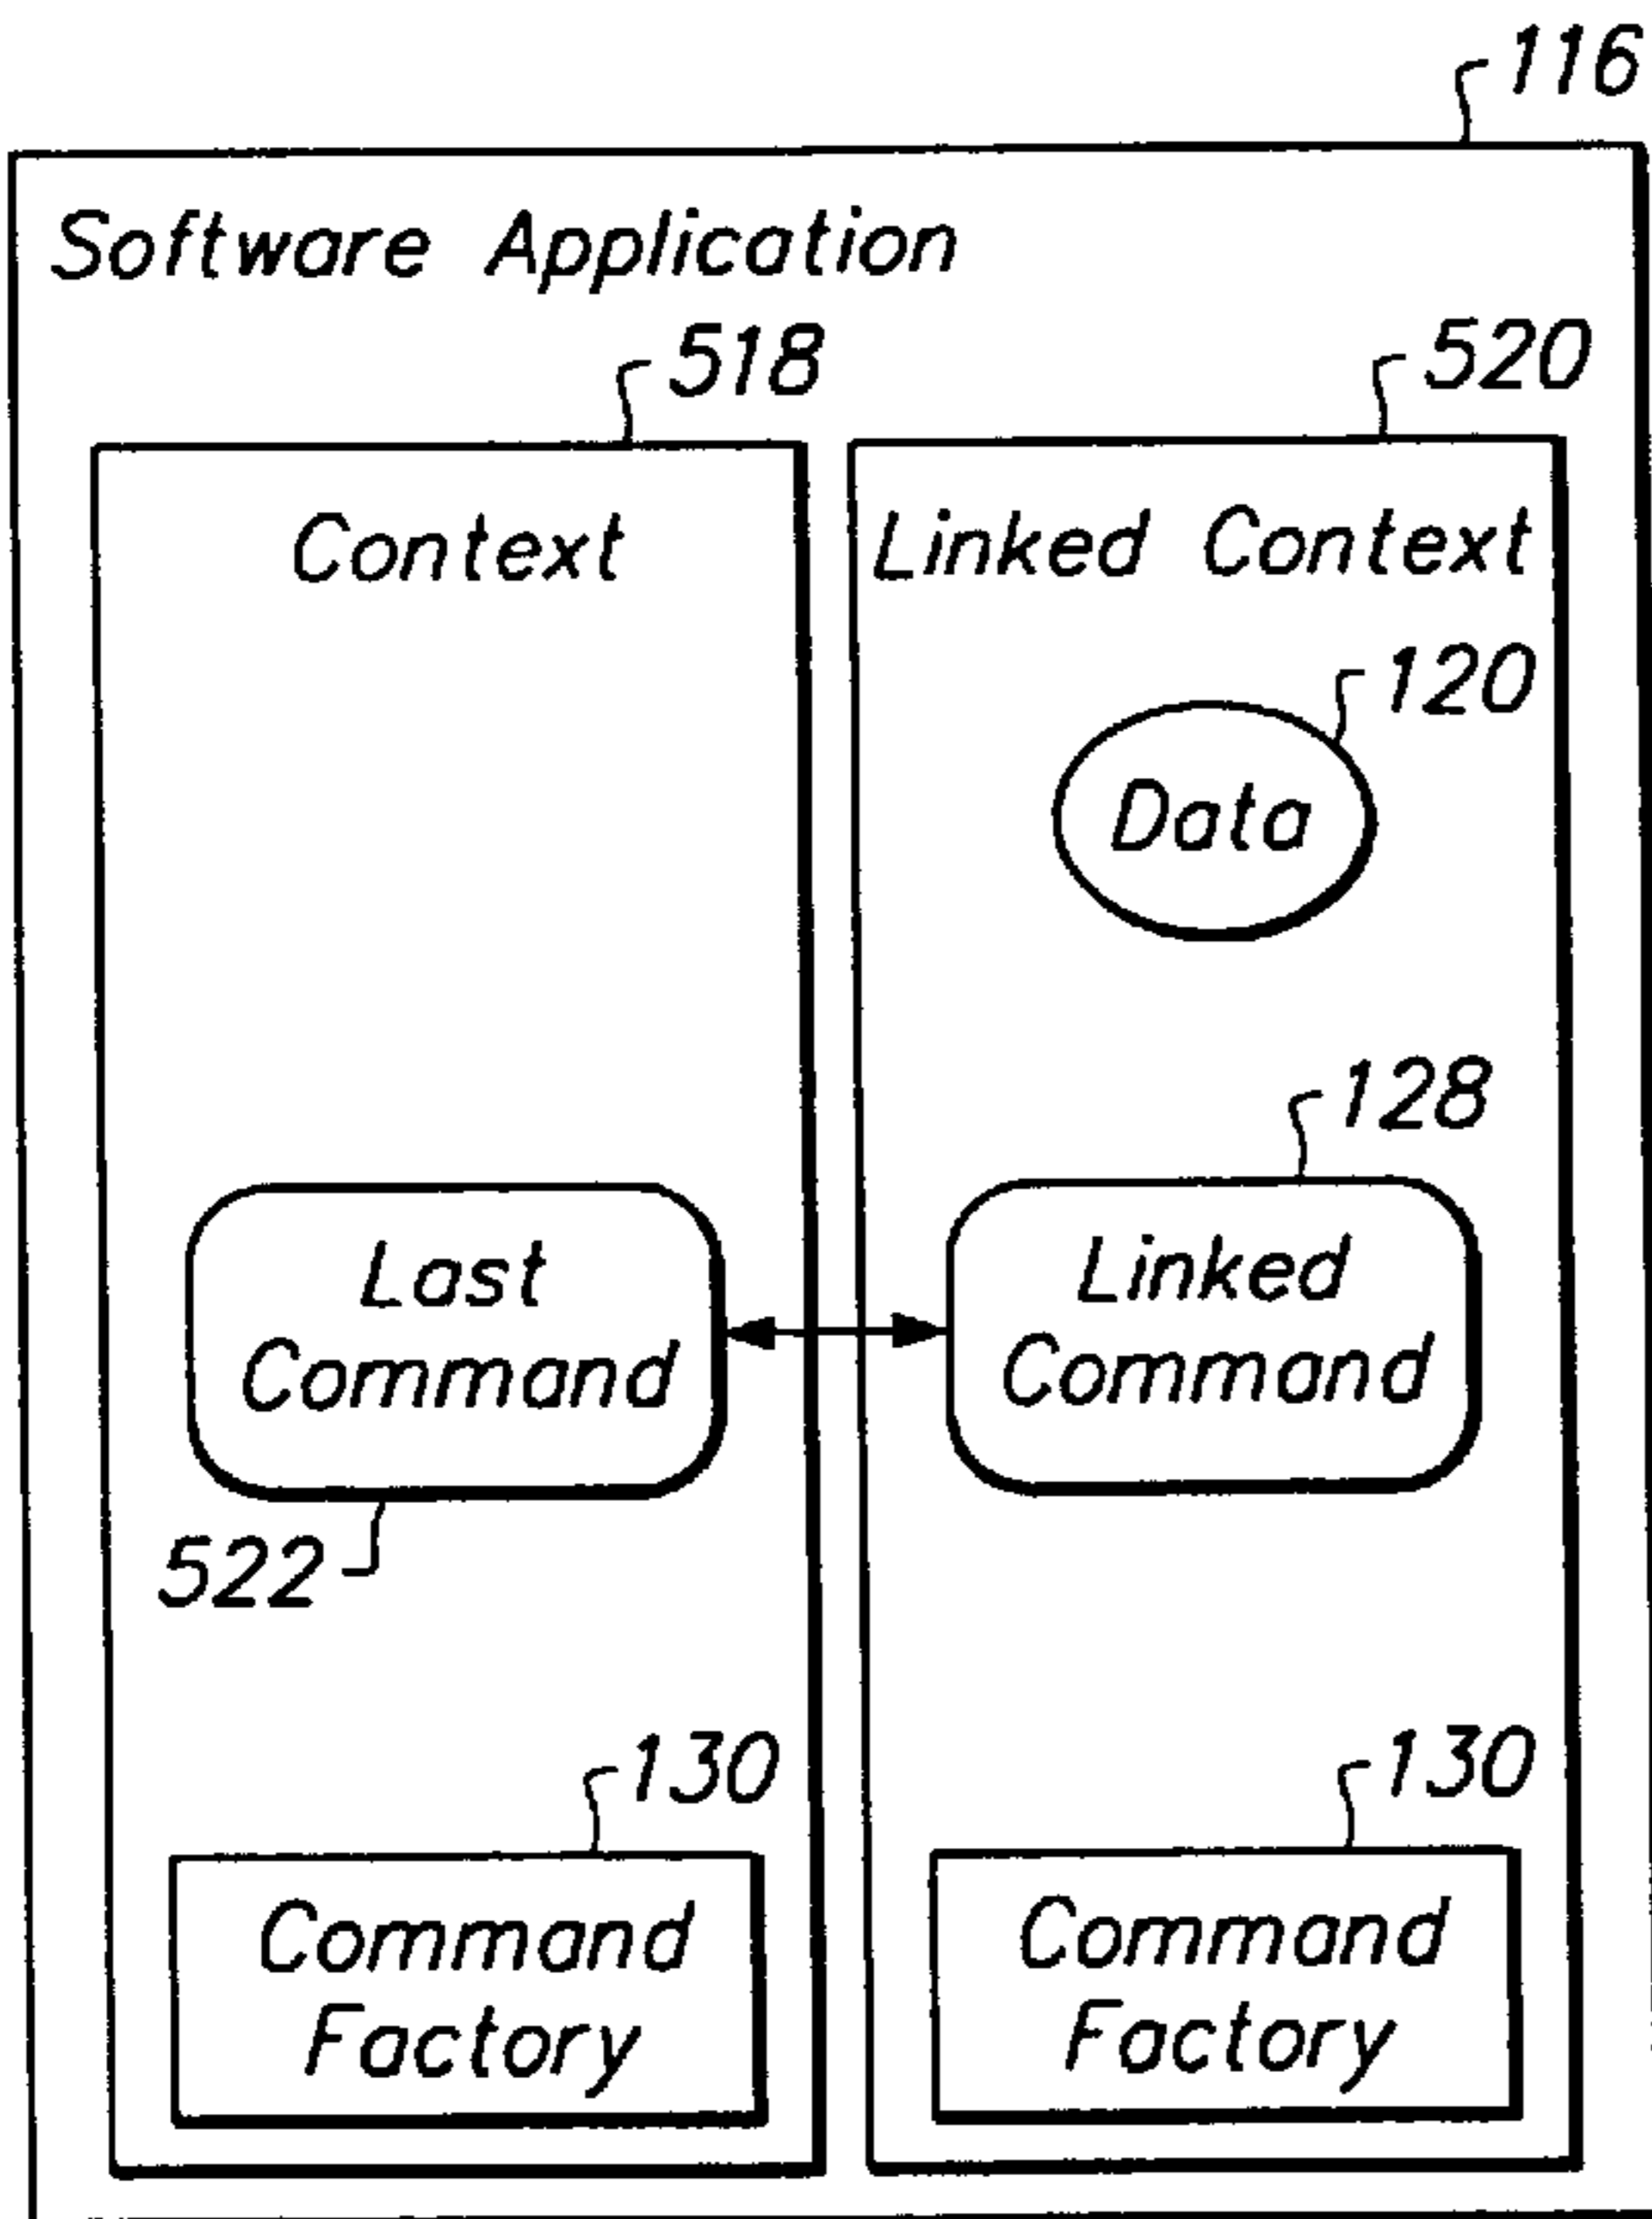 116
Software Application
518
520
Context
Linked Context
120
Data
128
Last
Command
Linked
Command
522
130
130
Command
Factory
Command
Factory